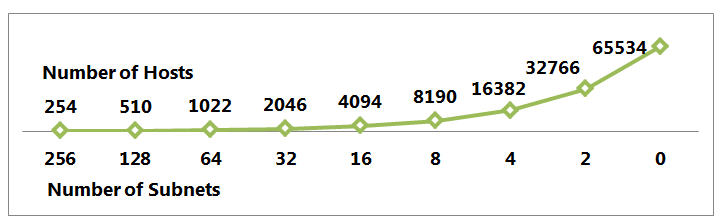 Number of Hosts
254 510 1022 2046 4094 8190 16382 32766 65534
256 128 64 32 16 8 4 2 0
Number of Subnets